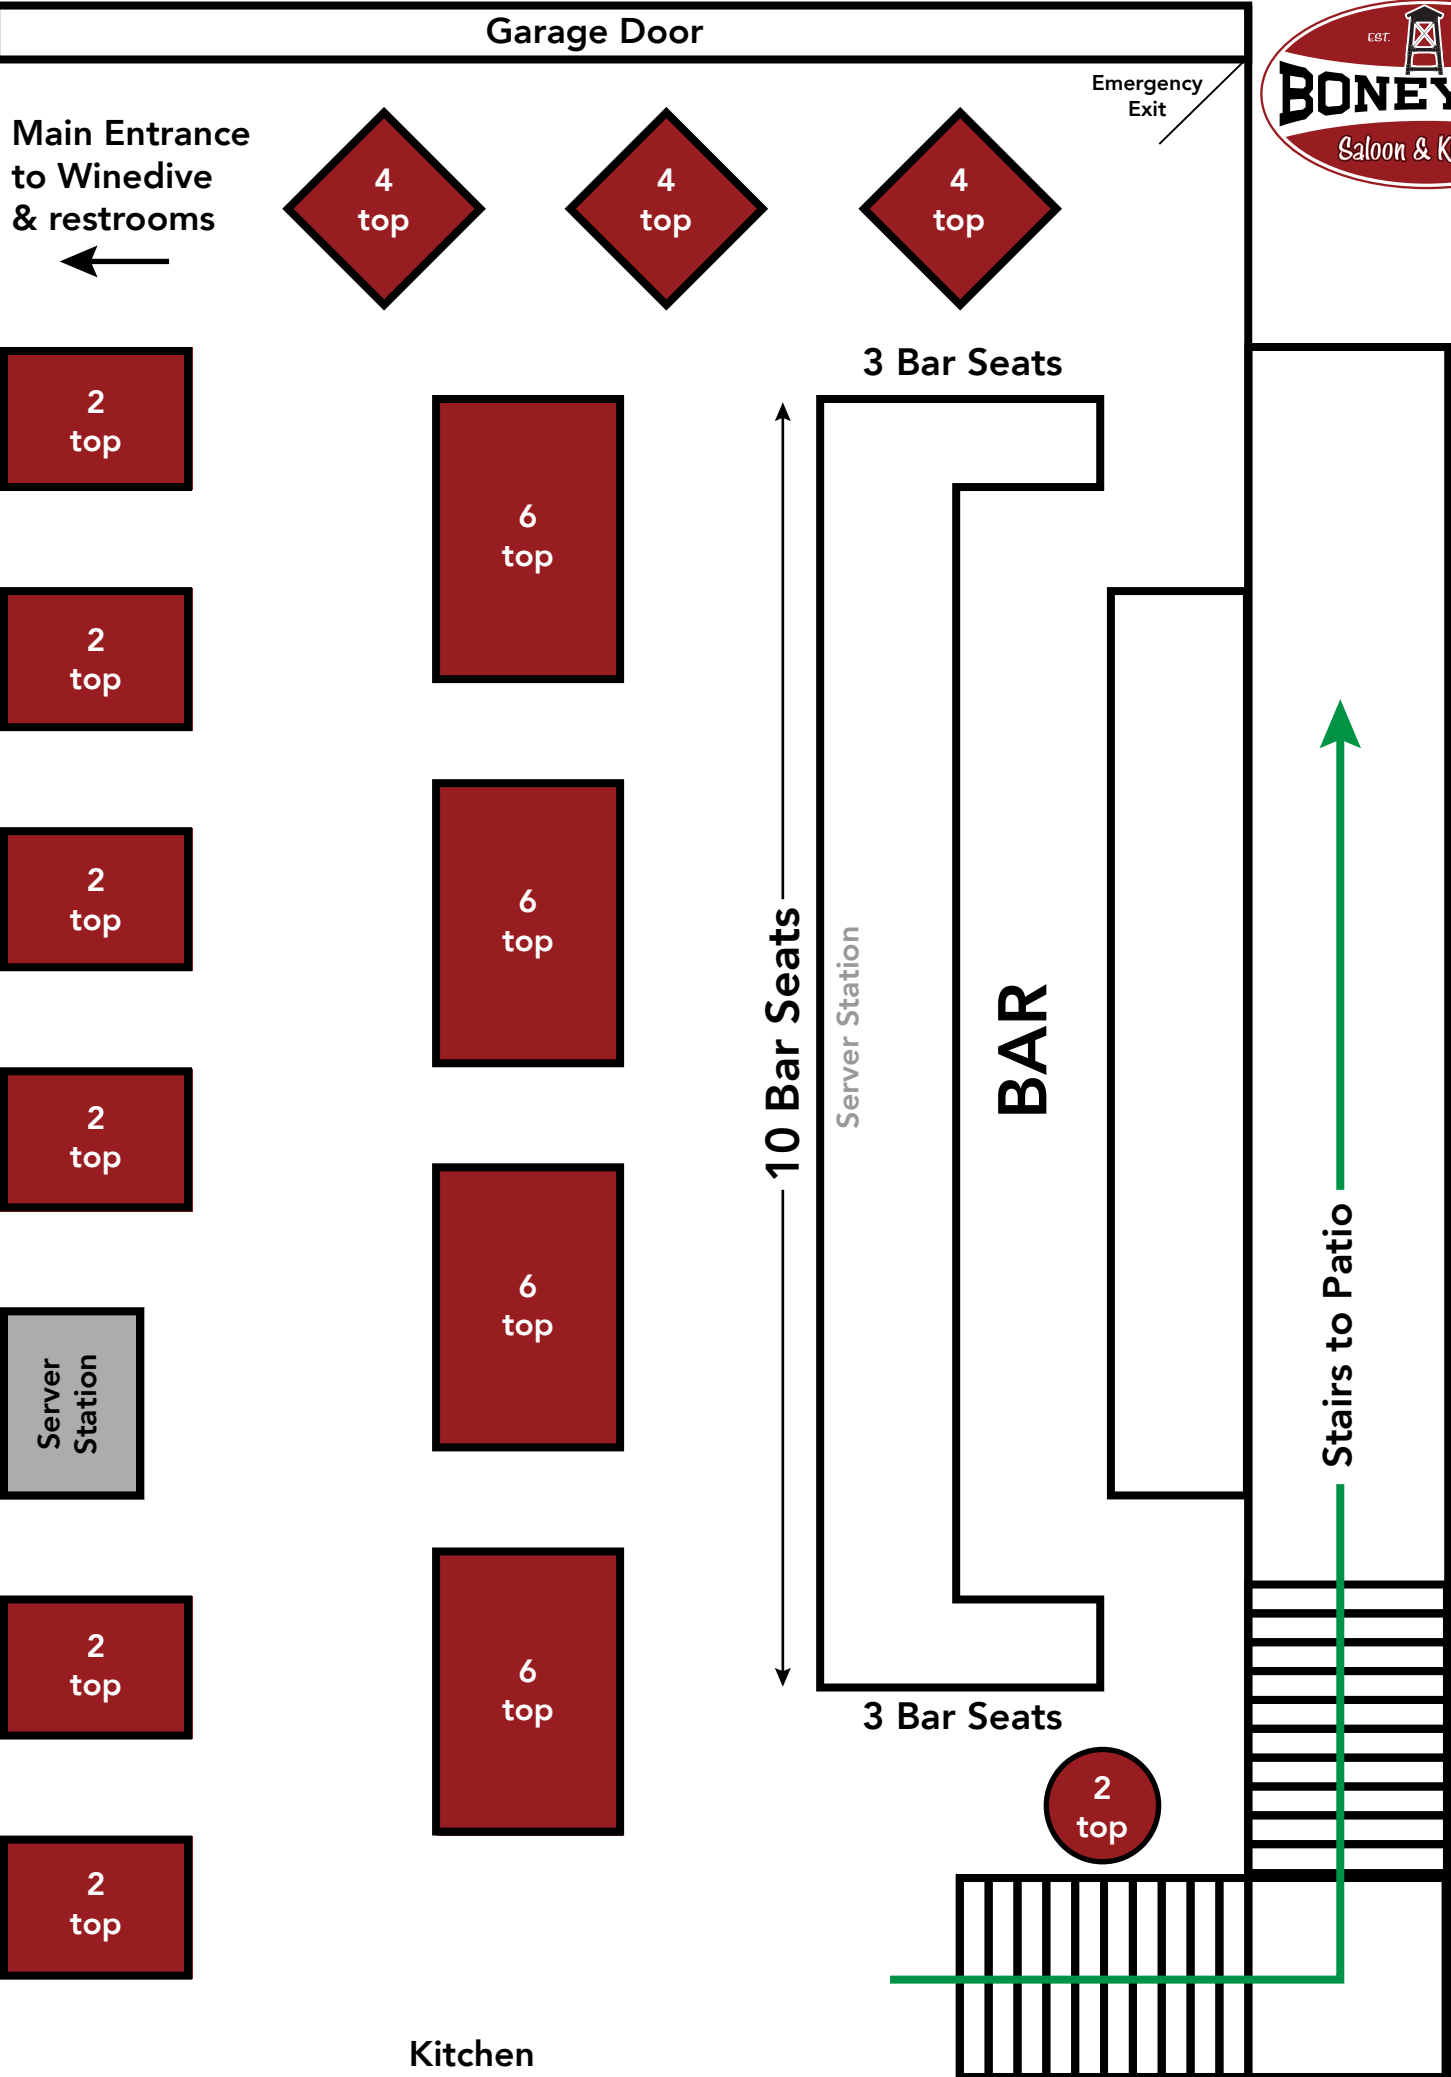 Garage Door
EST.
BONEY
Saloon & K
Emergency
Exit
Main Entrance
to Winedive
& restrooms
4
top
4
top
4
top
3 Bar Seats
2
top
6
top
2
top
2
top
6
top
10 Bar Seats
Server Station
BAR
2
top
6
top
Stairs to Patio
Server
Station
2
top
6
top
3 Bar Seats
2
top
2
top
Kitchen